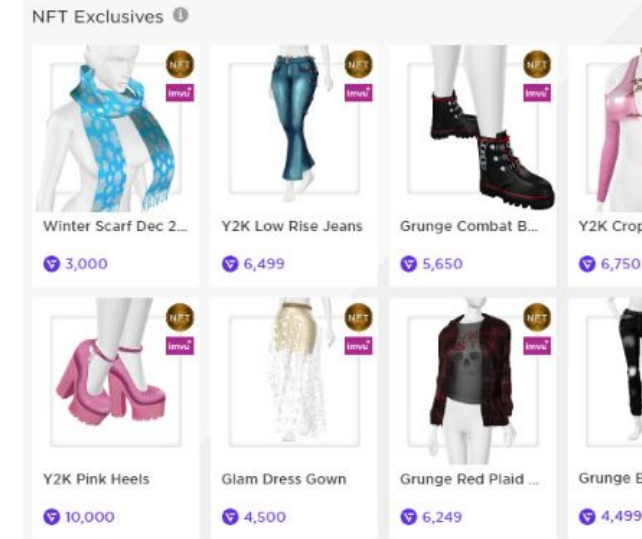 NFT Exclusives
NFT NFT NFT
imvu imvu imvu
Winter Scarf Dec 2... Y2K Low Rise Jeans Grunge Combat B... Y2K Crop
3,000 6,499 5,650 6,750
NFT NFT NFT
imvu imvu imvu
Y2K Pink Heels Glam Dress Gown Grunge Red Plaid ... Grunge B
10,000 4,500 6,249 4,499